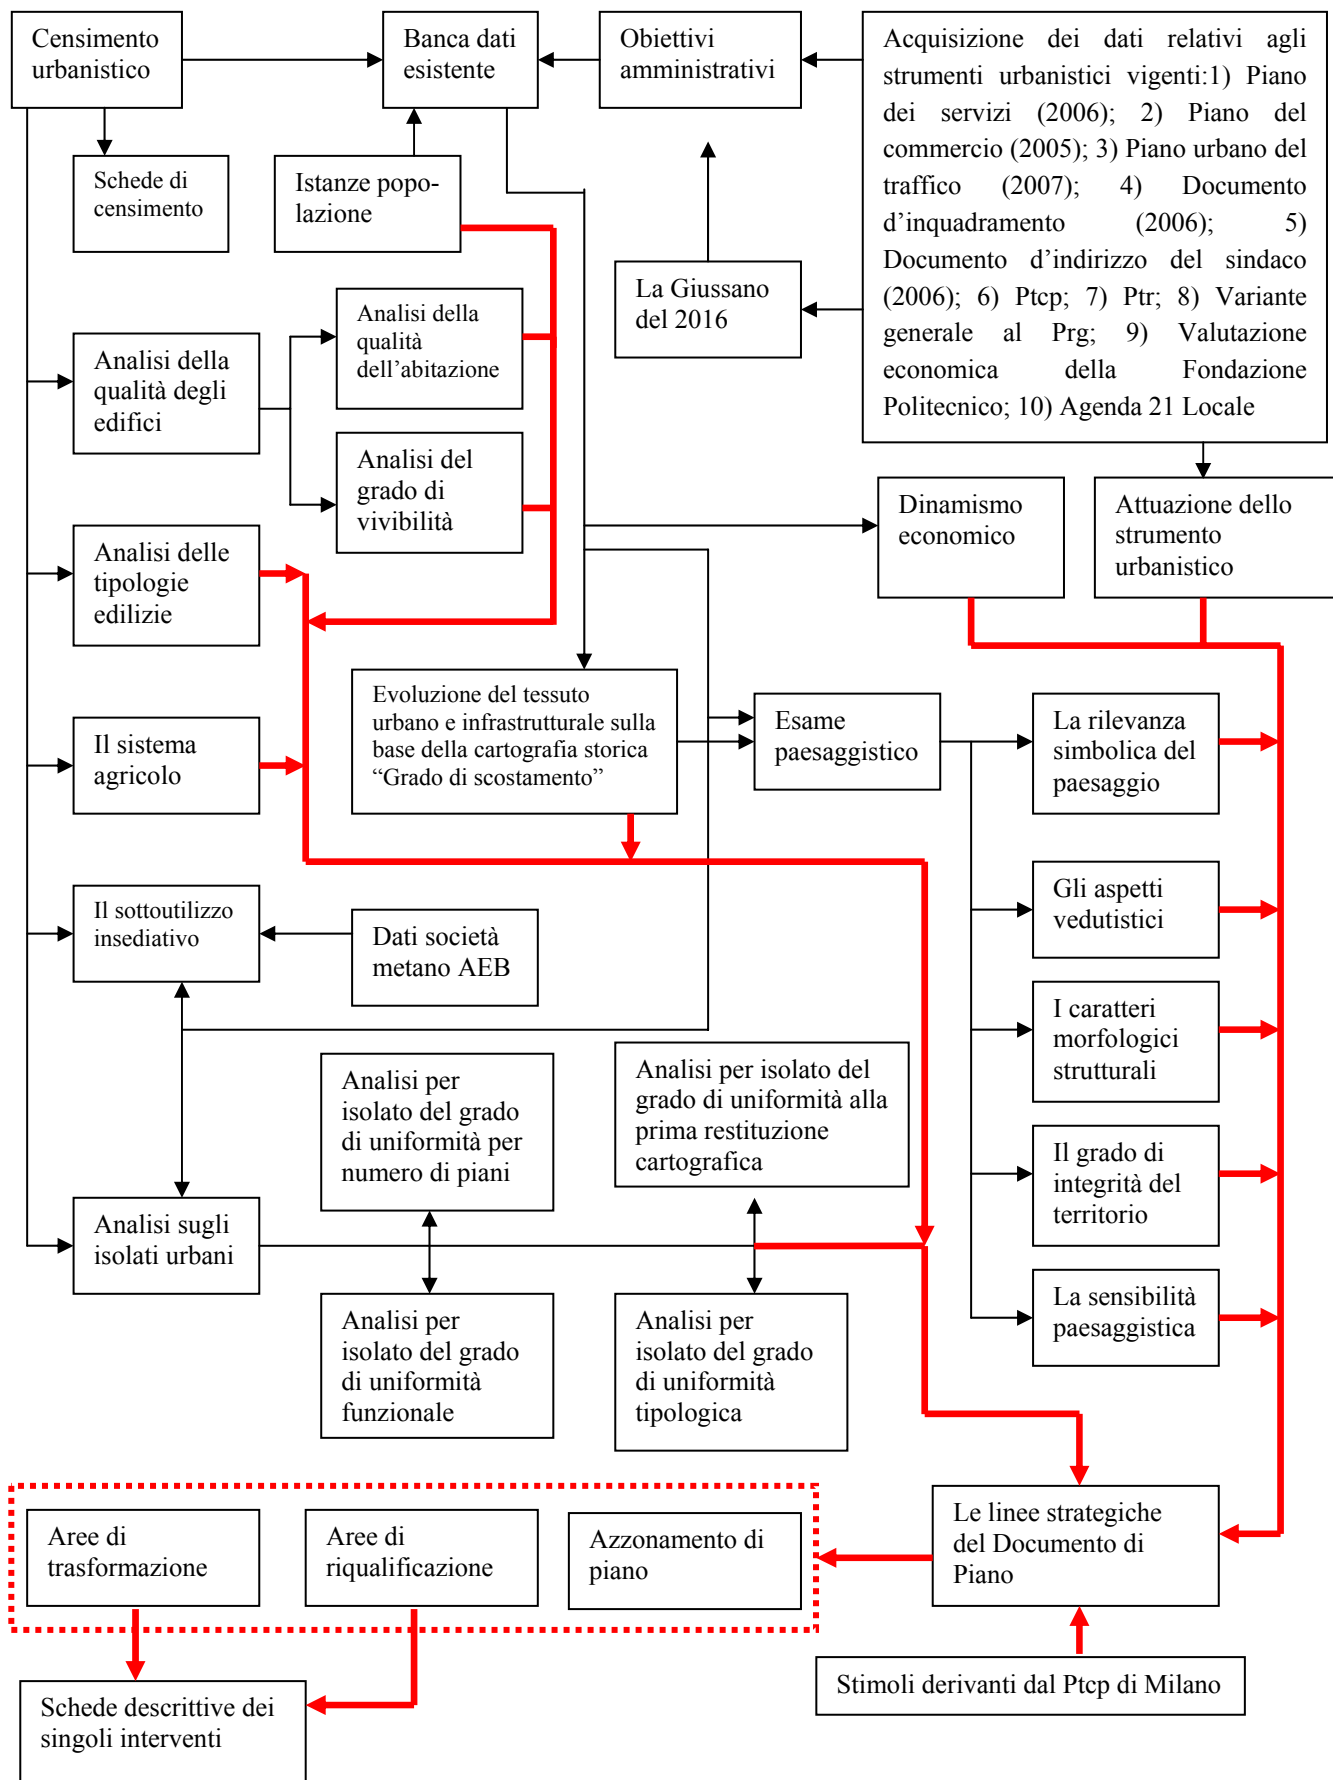 Censimento
urbanistico
Banca dati
esistente
Obiettivi
amministrativi
Acquisizione dei dati relativi agli
strumenti urbanistici vigenti:1) Piano
dei servizi (2006); 2) Piano del
commercio (2005); 3) Piano urbano del
traffico (2007); 4) Documento
d’inquadramento (2006); 5)
Documento d’indirizzo del sindaco
(2006); 6) Ptcp; 7) Ptr; 8) Variante
generale al Prg; 9) Valutazione
economica della Fondazione
Politecnico; 10) Agenda 21 Locale
Schede di
censimento
Istanze popo-
lazione
La Giussano
del 2016
Analisi della
qualità degli
edifici
Analisi della
qualità
dell’abitazione
Analisi del
grado di
vivibilità
Dinamismo
economico
Attuazione dello
strumento
urbanistico
Analisi delle
tipologie
edilizie
Il sistema
agricolo
Evoluzione del tessuto
urbano e infrastrutturale sulla
base della cartografia storica
“Grado di scostamento”
Esame
paesaggistico
La rilevanza
simbolica del
paesaggio
Il sottoutilizzo
insediativo
Dati società
metano AEB
Gli aspetti
vedutistici
I caratteri
morfologici
strutturali
Analisi per
isolato del grado
di uniformità per
numero di piani
Analisi per isolato del
grado di uniformità alla
prima restituzione
cartografica
Il grado di
integrità del
territorio
Analisi sugli
isolati urbani
Analisi per
isolato del grado
di uniformità
funzionale
Analisi per
isolato del grado
di uniformità
tipologica
La sensibilità
paesaggistica
Aree di
trasformazione
Aree di
riqualificazione
Azzonamento di
piano
Le linee strategiche
del Documento di
Piano
Schede descrittive dei
singoli interventi
Stimoli derivanti dal Ptcp di Milano